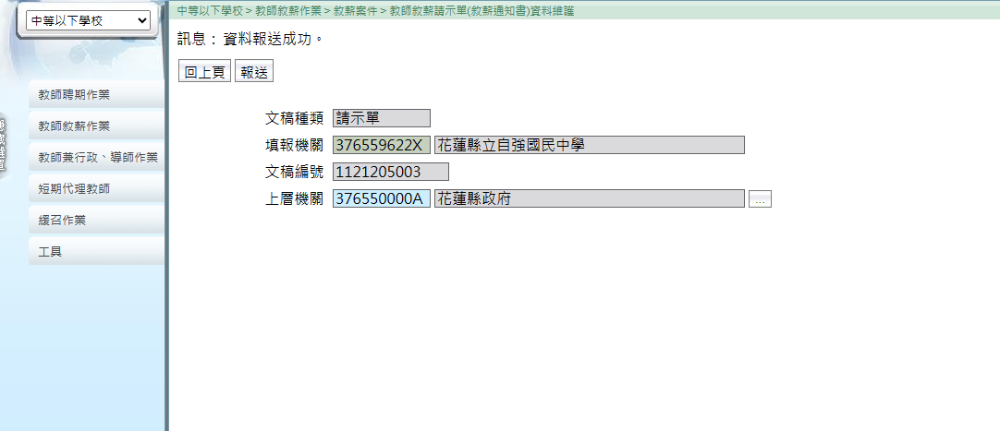 中等以下學校
中等以下學校 > 教師敘薪作業 > 敘薪案件 > 教師敘薪請示單(敘薪通知書)資料維護
訊息： 資料報送成功。
回上頁 報送
教師聘期作業
教師敘薪作業
教師兼行政、導師作業
短期代理教師
緩召作業
工具
文稿種類 請示單
填報機關 376559622X 花蓮縣立自強國民中學
文稿編號 1121205003
上層機關 376550000A 花蓮縣政府 ...